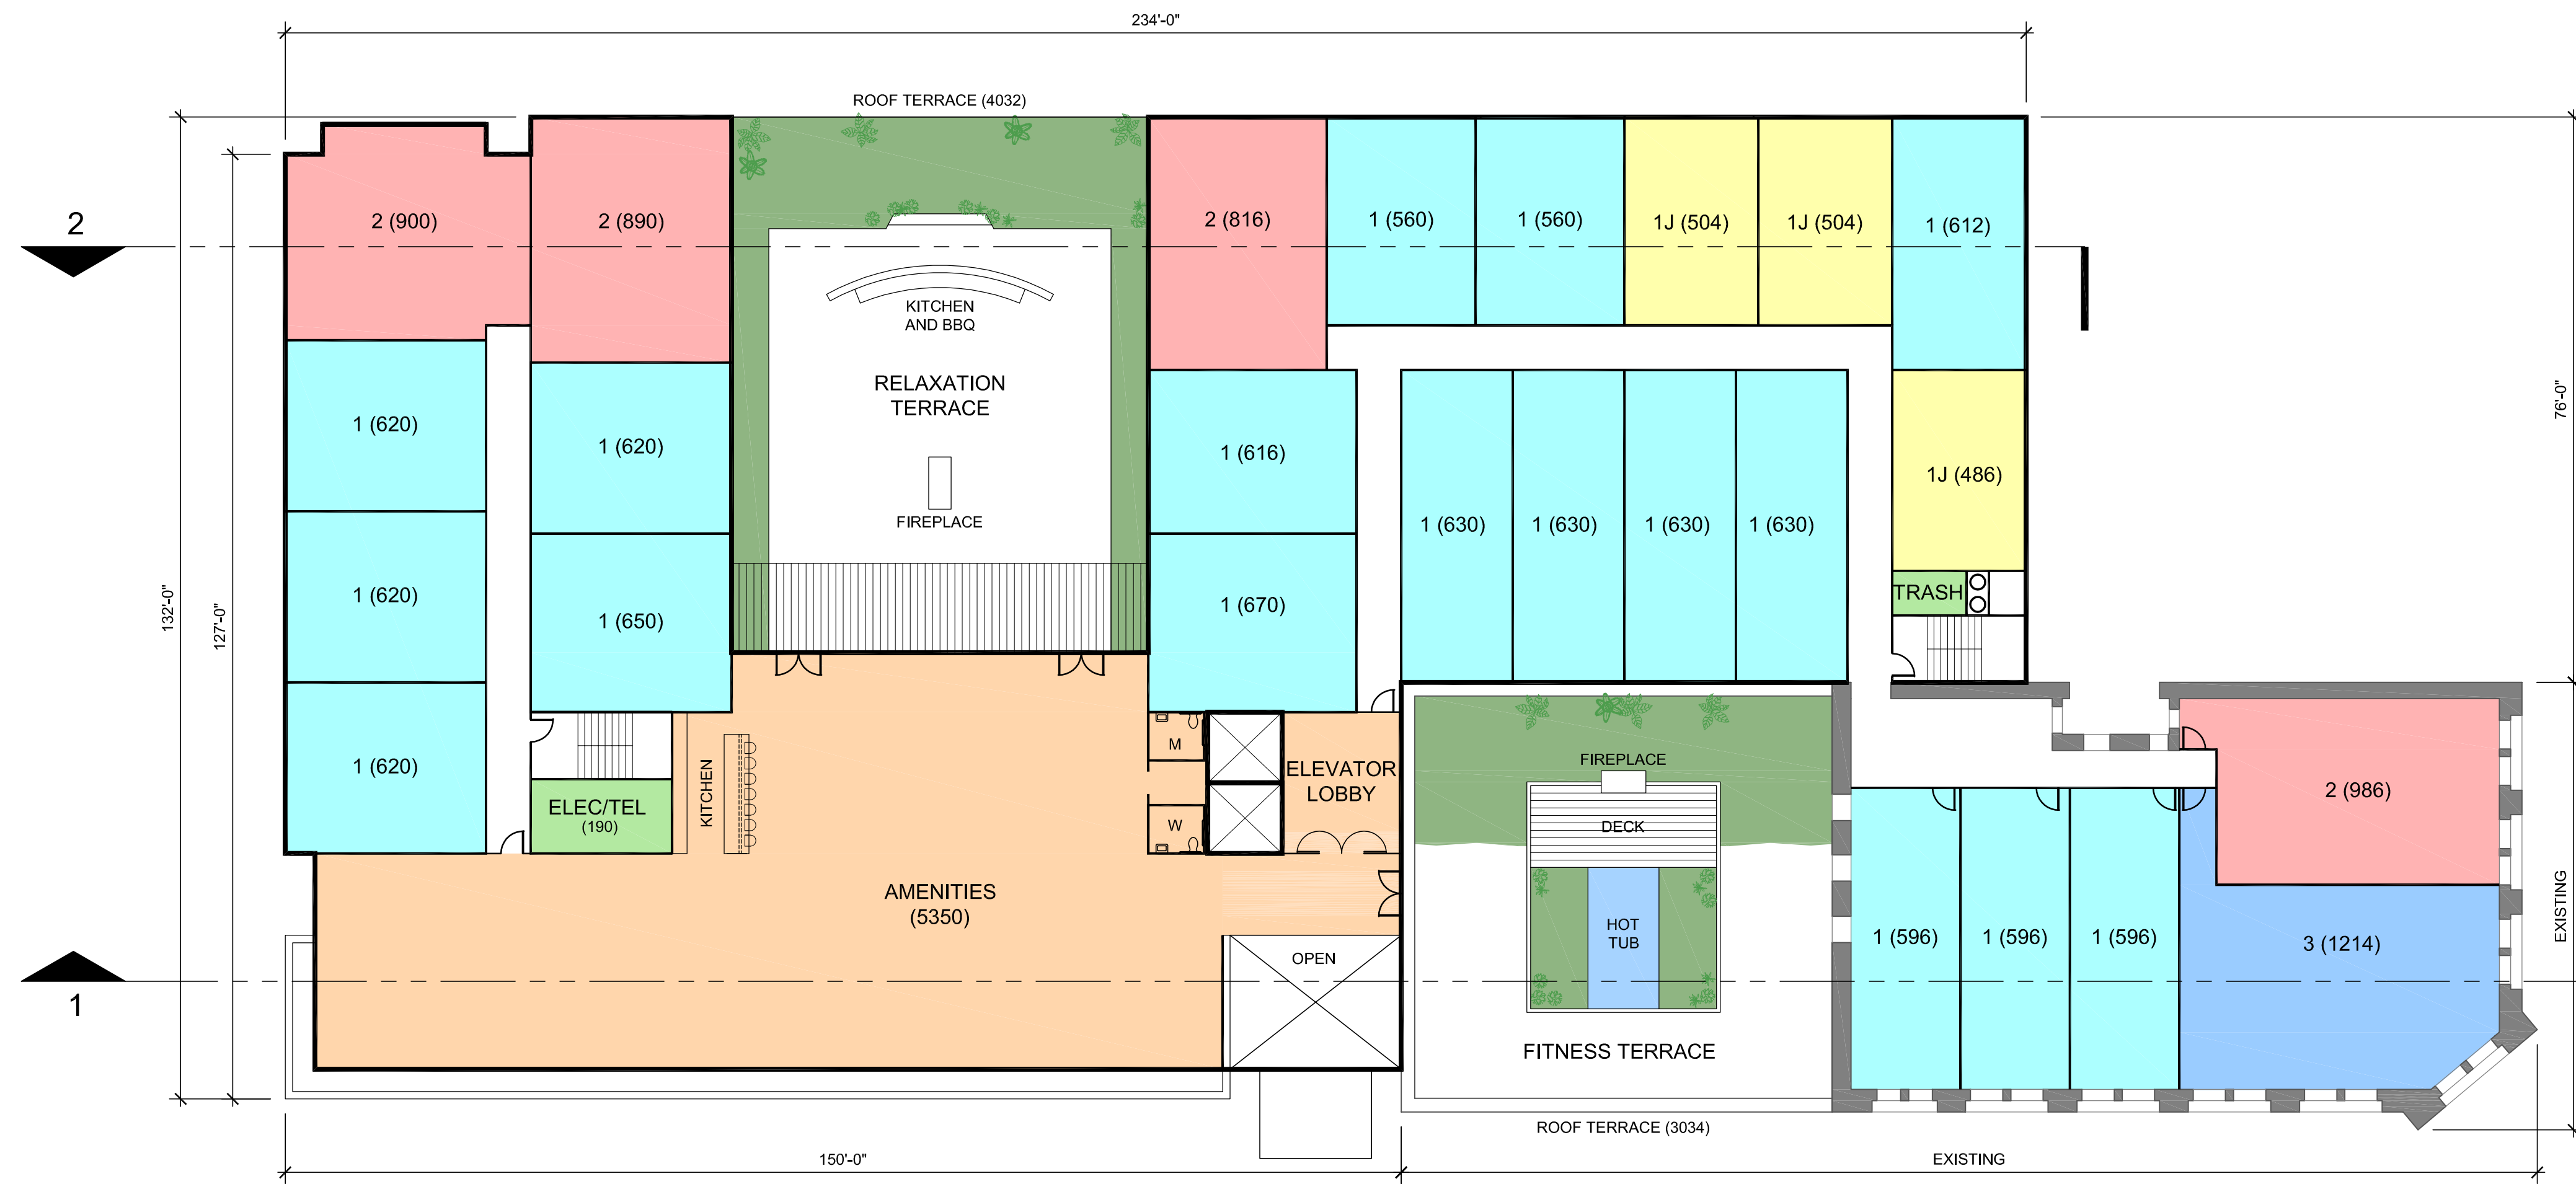 234'-0"
ROOF TERRACE (4032)
2
2 (900)
2 (890)
2 (816)
1 (560)
1 (560)
1J (504)
1J (504)
1 (612)
KITCHEN
AND BBQ
RELAXATION
TERRACE
FIREPLACE
76'-0"
1 (620)
1 (620)
1 (616)
1J (486)
1 (630)
1 (630)
1 (630)
1 (630)
132'-0"
127'-0"
1 (620)
1 (650)
1 (670)
TRASH
1 (620)
ELEC/TEL
(190)
KITCHEN
M
W
ELEVATOR
LOBBY
FIREPLACE
DECK
2 (986)
AMENITIES
(5350)
HOT
TUB
OPEN
1 (596)
1 (596)
1 (596)
3 (1214)
EXISTING
1
FITNESS TERRACE
ROOF TERRACE (3034)
150'-0"
EXISTING